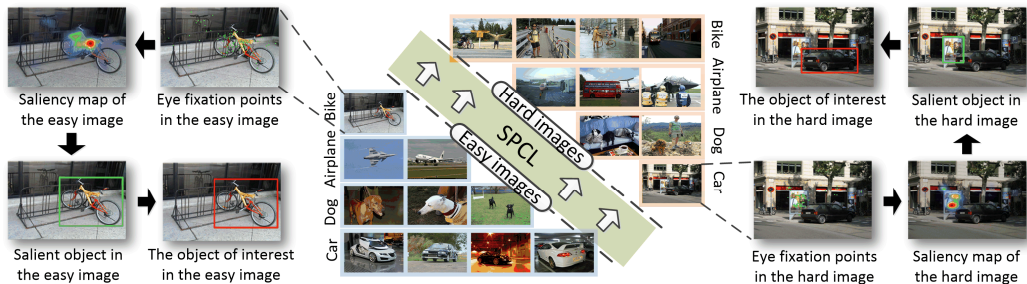 Saliency map of
the easy image
Eye fixation points
in the easy image
Salient object in
the easy image
The object of interest
in the easy image
Bike
Airplane
Dog
Car
Easy images
SPCL
Hard images
Bike
Airplane
Dog
Car
The object of interest
in the hard image
Salient object in
the hard image
Eye fixation points
in the hard image
Saliency map of
the hard image